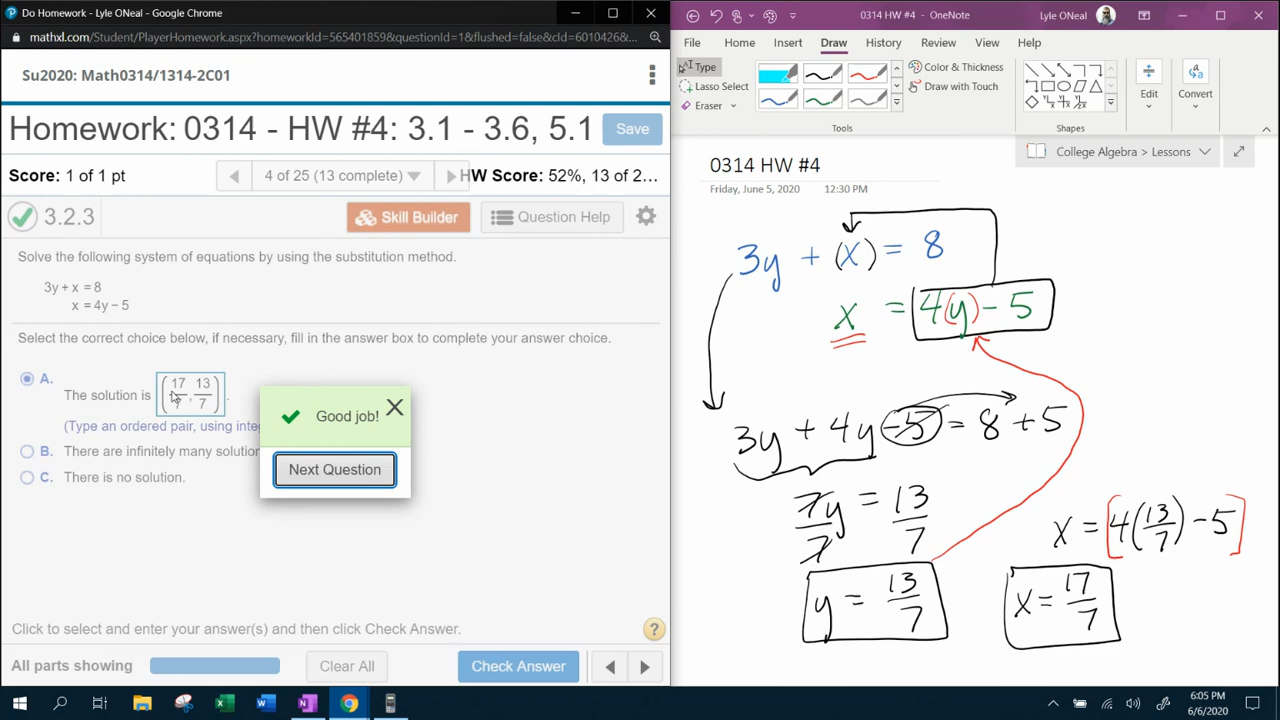 Do Homework - Lyle ONeal - Google Chrome
mathxl.com/Student/PlayerHomework.aspx?homeworkId=565401859&questionId=1&flushed=false&cId=6010426&...
Su2020: Math0314/1314-2C01
Homework: 0314 - HW #4: 3.1 - 3.6, 5.1
Save
Score: 1 of 1 pt
4 of 25 (13 complete)
HW Score: 52%, 13 of 2...
3.2.3
Skill Builder
Question Help
Solve the following system of equations by using the substitution method.
3y + x = 8
x = 4y - 5
Select the correct choice below, if necessary, fill in the answer box to complete your answer choice.
A.
The solution is (17/7, 13/7).
(Type an ordered pair, using inte
B. There are infinitely many solution
C. There is no solution.
Good job!
Next Question
Click to select and enter your answer(s) and then click Check Answer.
?
All parts showing
Clear All
Check Answer
0314 HW #4 - OneNote
Lyle ONeal
File Home Insert Draw History Review View Help
Type
Lasso Select
Eraser
Color & Thickness
Draw with Touch
Edit
Convert
Tools
Shapes
College Algebra > Lessons
0314 HW #4
Friday, June 5, 2020 12:30 PM
3y + (x) = 8
x = 4(y) - 5
3y + 4y - 5 = 8 + 5
7y/7 = 13/7
x = [4(13/7) - 5]
y = 13/7
x = 17/7
6:05 PM
6/6/2020